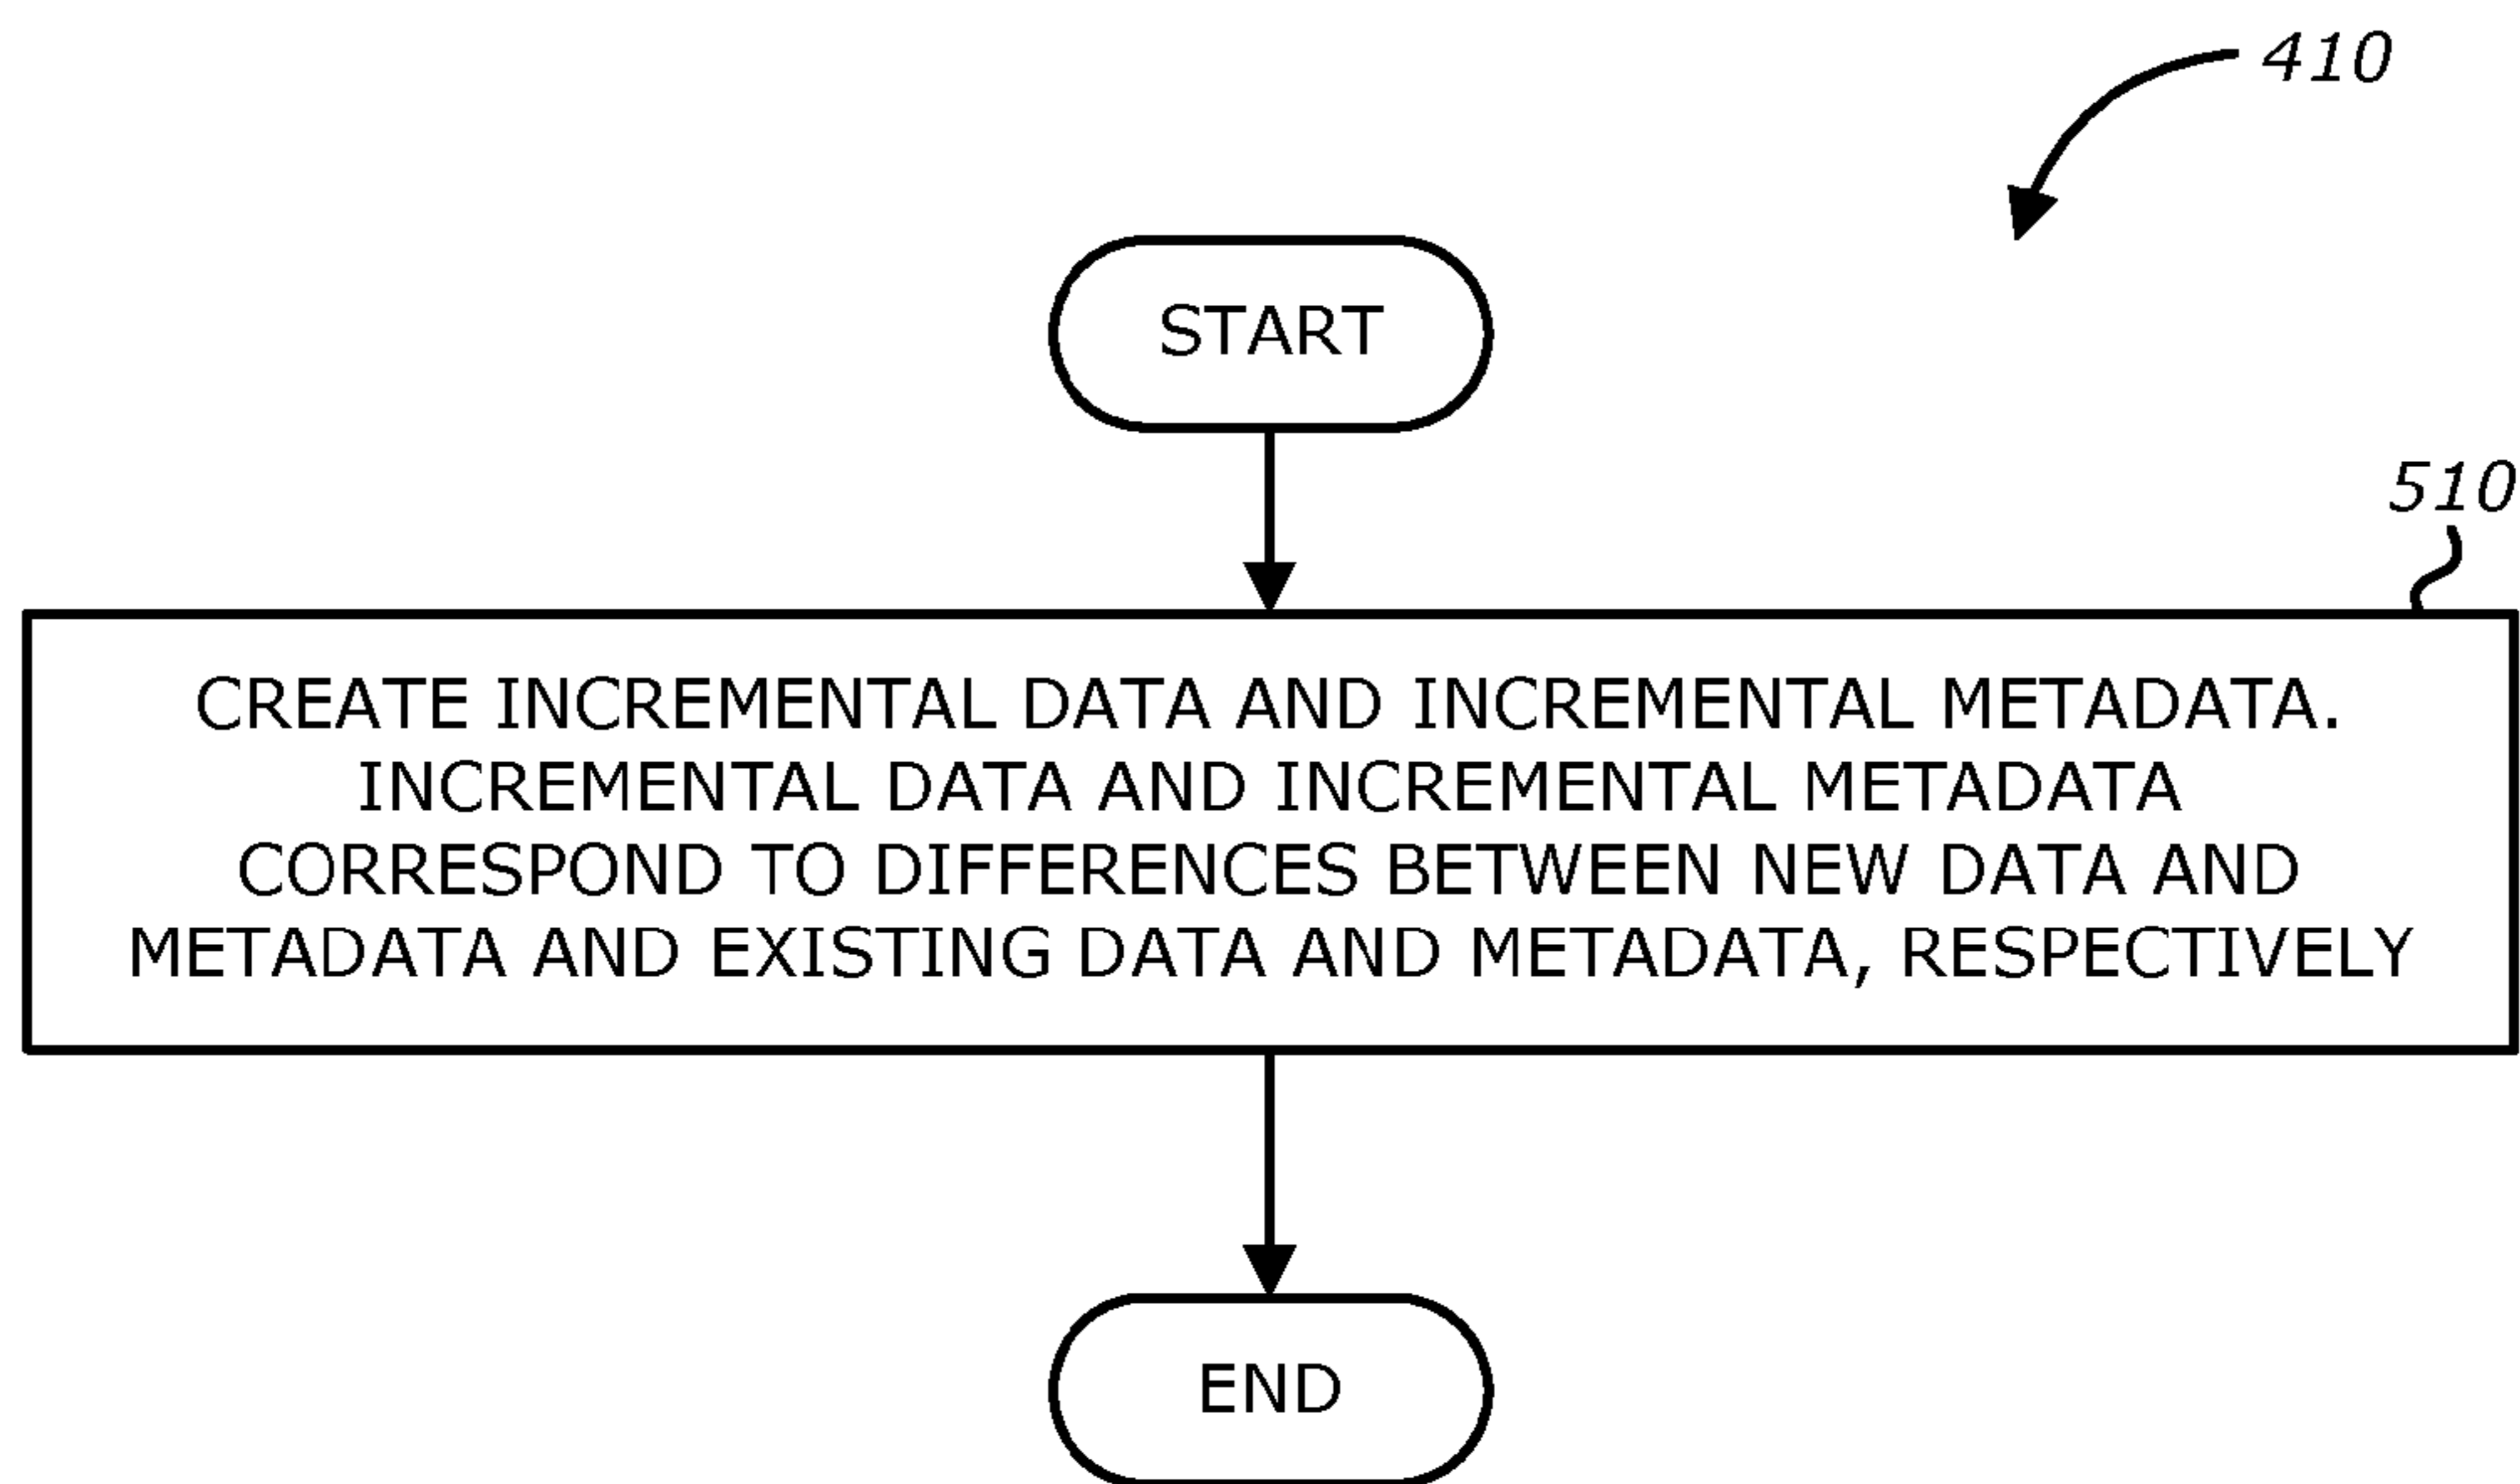 410
START
510
CREATE INCREMENTAL DATA AND INCREMENTAL METADATA.
INCREMENTAL DATA AND INCREMENTAL METADATA
CORRESPOND TO DIFFERENCES BETWEEN NEW DATA AND
METADATA AND EXISTING DATA AND METADATA, RESPECTIVELY
END